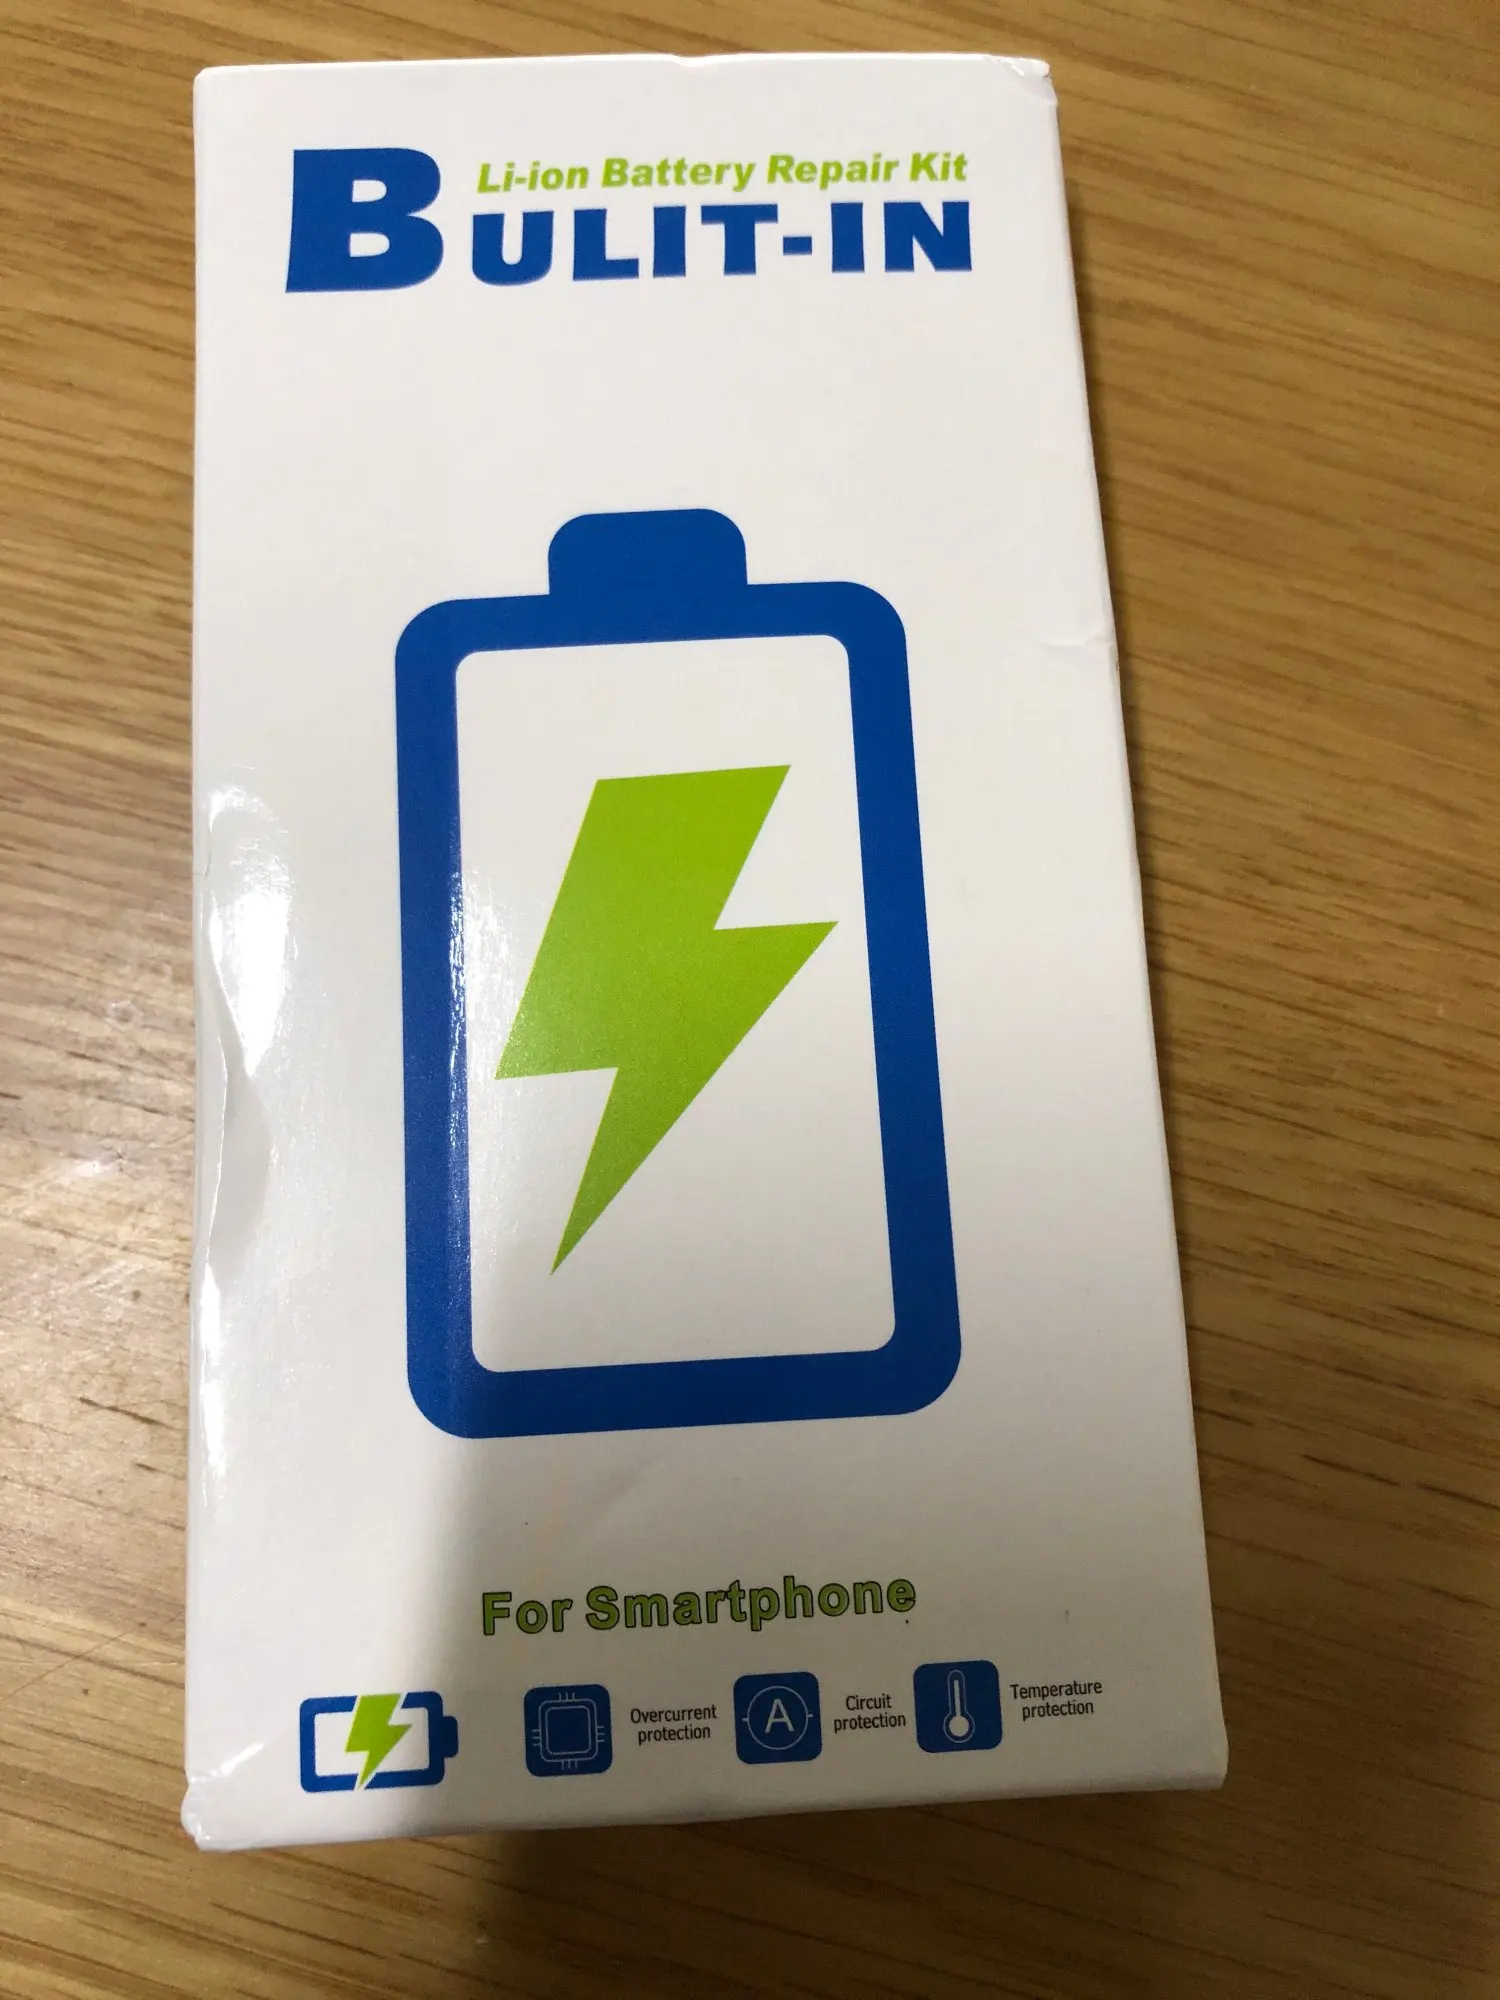 Li-ion Battery Repair Kit
BULIT-IN
For Smartphone
Overcurrent
protection
A
Circuit
protection
Temperature
protection